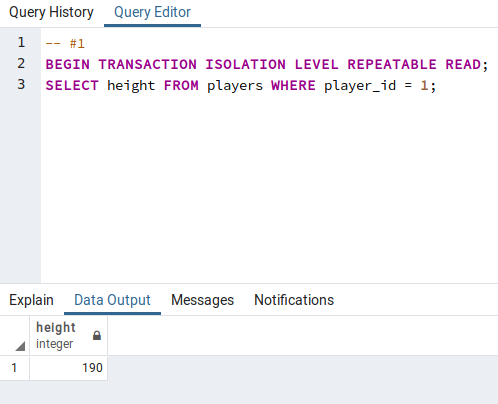 Query History Query Editor
1 -- #1
2 BEGIN TRANSACTION ISOLATION LEVEL REPEATABLE READ;
3 SELECT height FROM players WHERE player_id = 1;
Explain Data Output Messages Notifications
height
integer
1 190